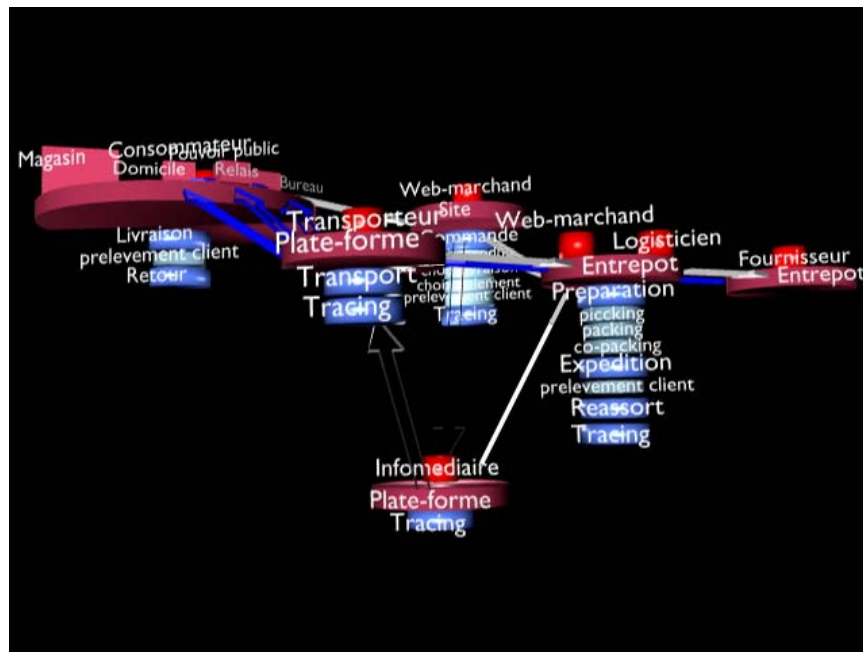 Magasin
Consommateur
Pouvoir public
Domicile
Relais
Bureau
Livraison
prelevement client
Retour
Transporteur
Plate-forme
Transport
Tracing
Web-marchand
Site
Commande
prelevement client
Tracing
Web-marchand
Logisticien
Entrepot
Preparation
piccking
packing
co-packing
Expedition
prelevement client
Reassort
Tracing
Fournisseur
Entrepot
Infomediaire
Plate-forme
Tracing